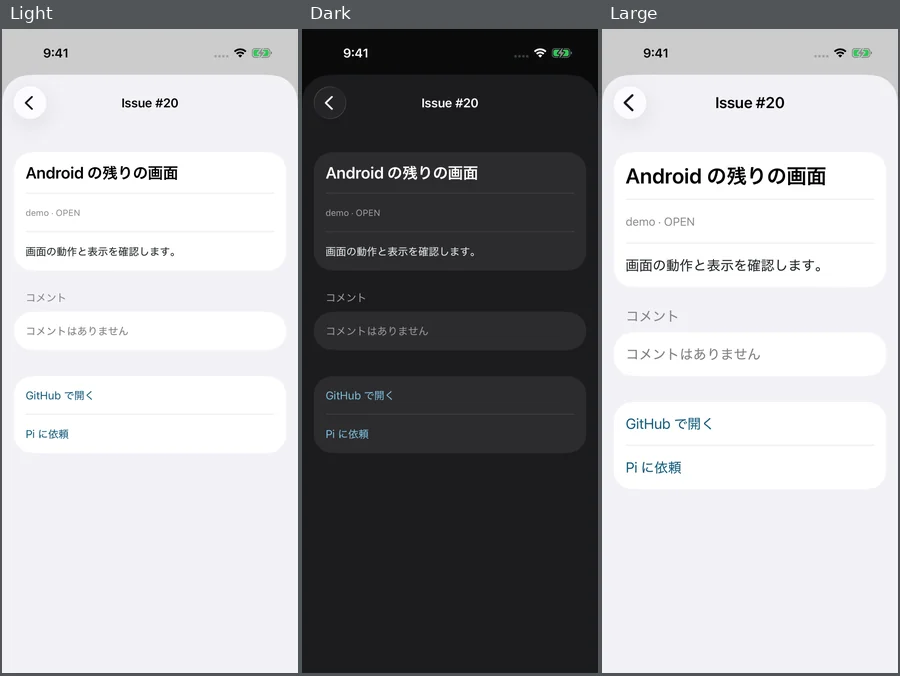 Light
9:41
Issue #20
Android の残りの画面
demo · OPEN
画面の動作と表示を確認します。
コメント
コメントはありません
GitHub で開く
Pi に依頼
Dark
9:41
Issue #20
Android の残りの画面
demo · OPEN
画面の動作と表示を確認します。
コメント
コメントはありません
GitHub で開く
Pi に依頼
Large
9:41
Issue #20
Android の残りの画面
demo · OPEN
画面の動作と表示を確認します。
コメント
コメントはありません
GitHub で開く
Pi に依頼